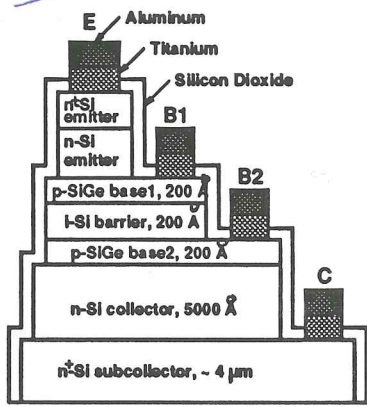 E
Aluminum
Titanium
Silicon Dioxide
n+Si
emitter
B1
n-Si
emitter
B2
p-SiGe base1, 200 Å
i-Si barrier, 200 Å
p-SiGe base2, 200 Å
C
n-Si collector, 5000 Å
n+Si subcollector, ~ 4 µm